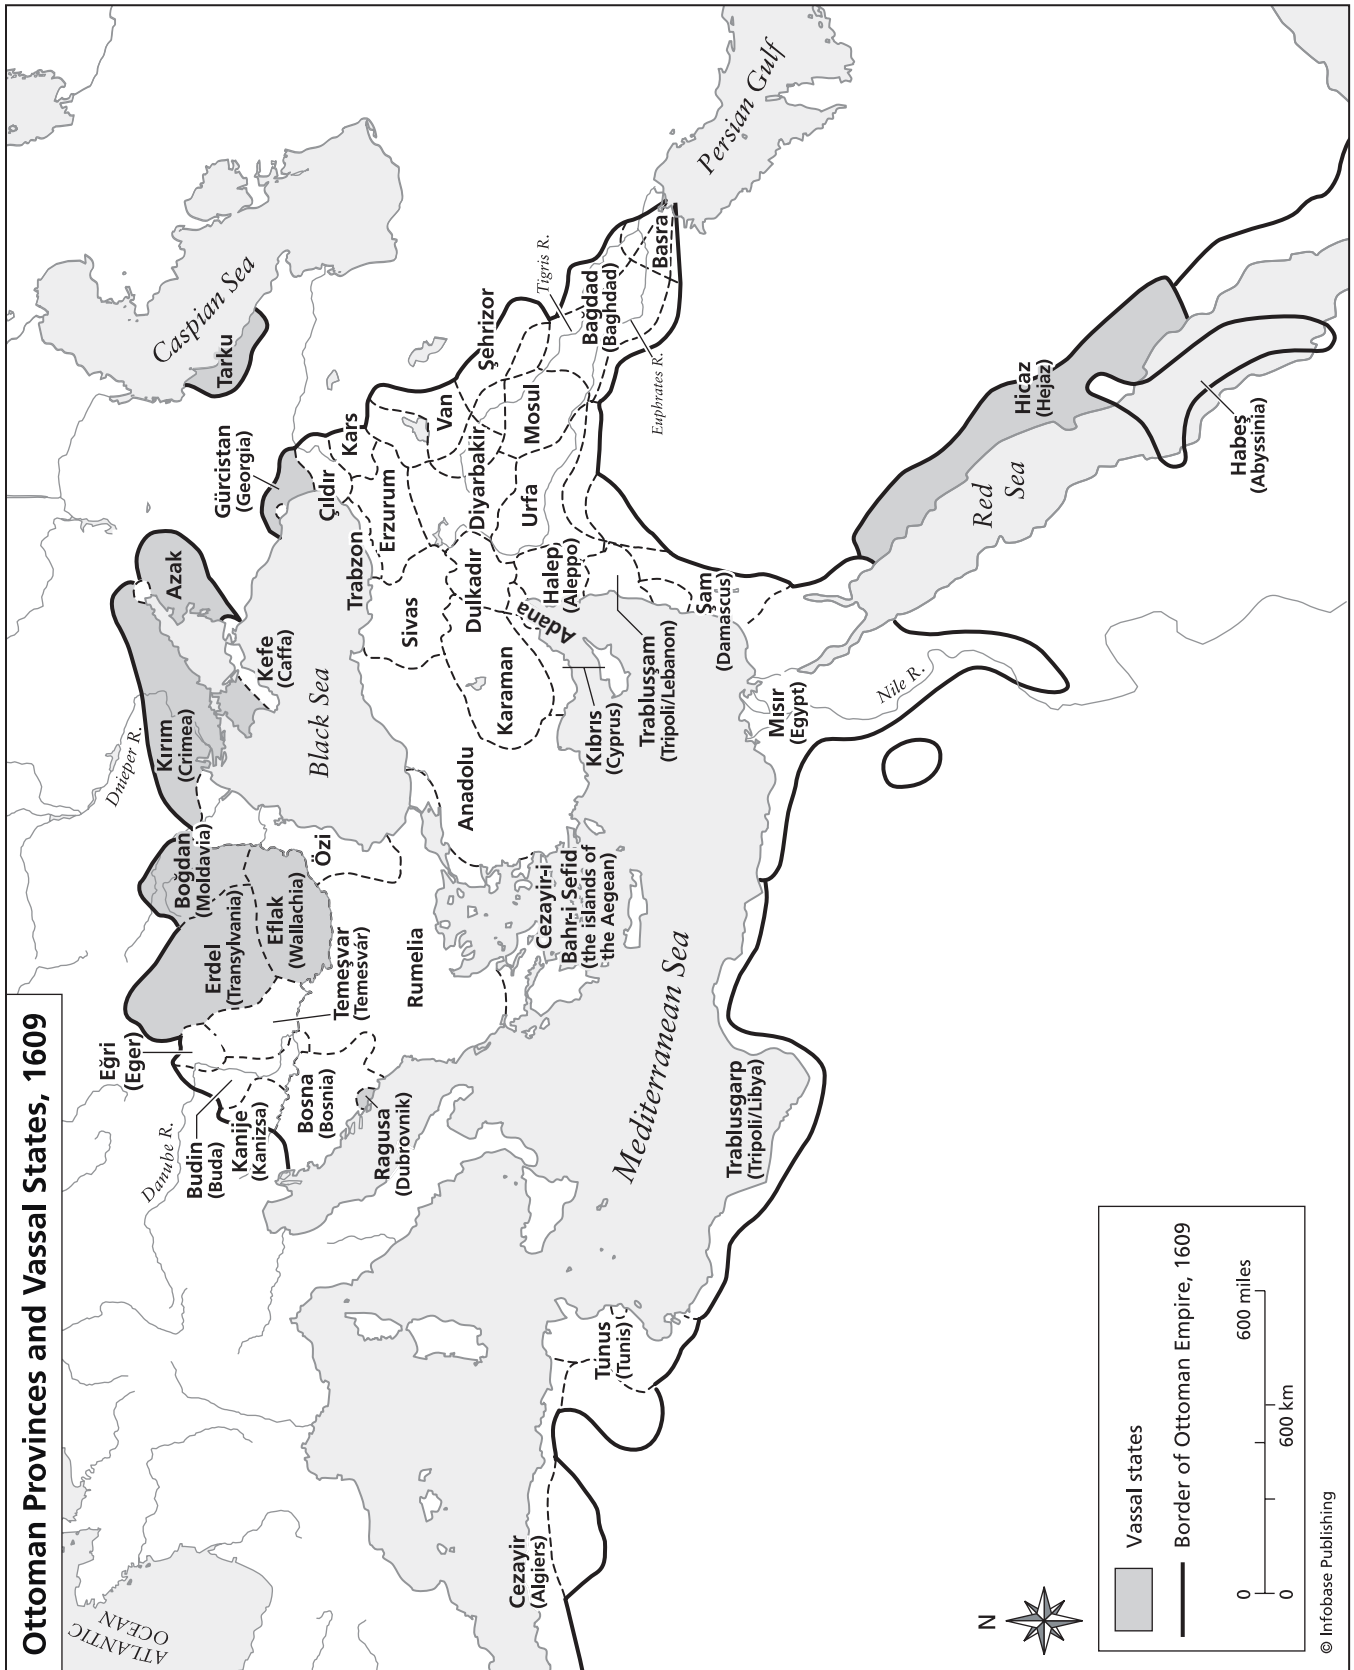 Ottoman Provinces and Vassal States, 1609
ATLANTIC
OCEAN
Danube R.
Eğri
(Eger)
Budin
(Buda)
Kanije
(Kanizsa)
Bosna
(Bosnia)
Ragusa
(Dubrovnik)
Temeşvar
(Temesvár)
Erdel
(Transylvania)
Boğdan
(Moldavia)
Eflak
(Wallachia)
Özi
Rumelia
Dnieper R.
Kırım
(Crimea)
Kefe
(Caffa)
Azak
Black Sea
Gürcistan
(Georgia)
Tarku
Caspian Sea
Çıldır
Kars
Trabzon
Erzurum
Van
Şehrizor
Tigris R.
Sivas
Dulkadır
Diyarbakir
Mosul
Urfa
Bagdad
(Baghdad)
Basra
Persian Gulf
Euphrates R.
Anadolu
Karaman
Adana
Halep
(Aleppo)
Kıbrıs
(Cyprus)
Trablusşam
(Tripoli/Lebanon)
Şam
(Damascus)
Cezayir-i
Bahr-i Sefid
(the islands of
the Aegean)
Mediterranean Sea
Mısır
(Egypt)
Nile R.
Red
Sea
Hicaz
(Hejaz)
Habeş
(Abyssinia)
Trablusgarp
(Tripoli/Libya)
Tunus
(Tunis)
Cezayir
(Algiers)
N
Vassal states
Border of Ottoman Empire, 1609
0 600 miles
0 600 km
© Infobase Publishing